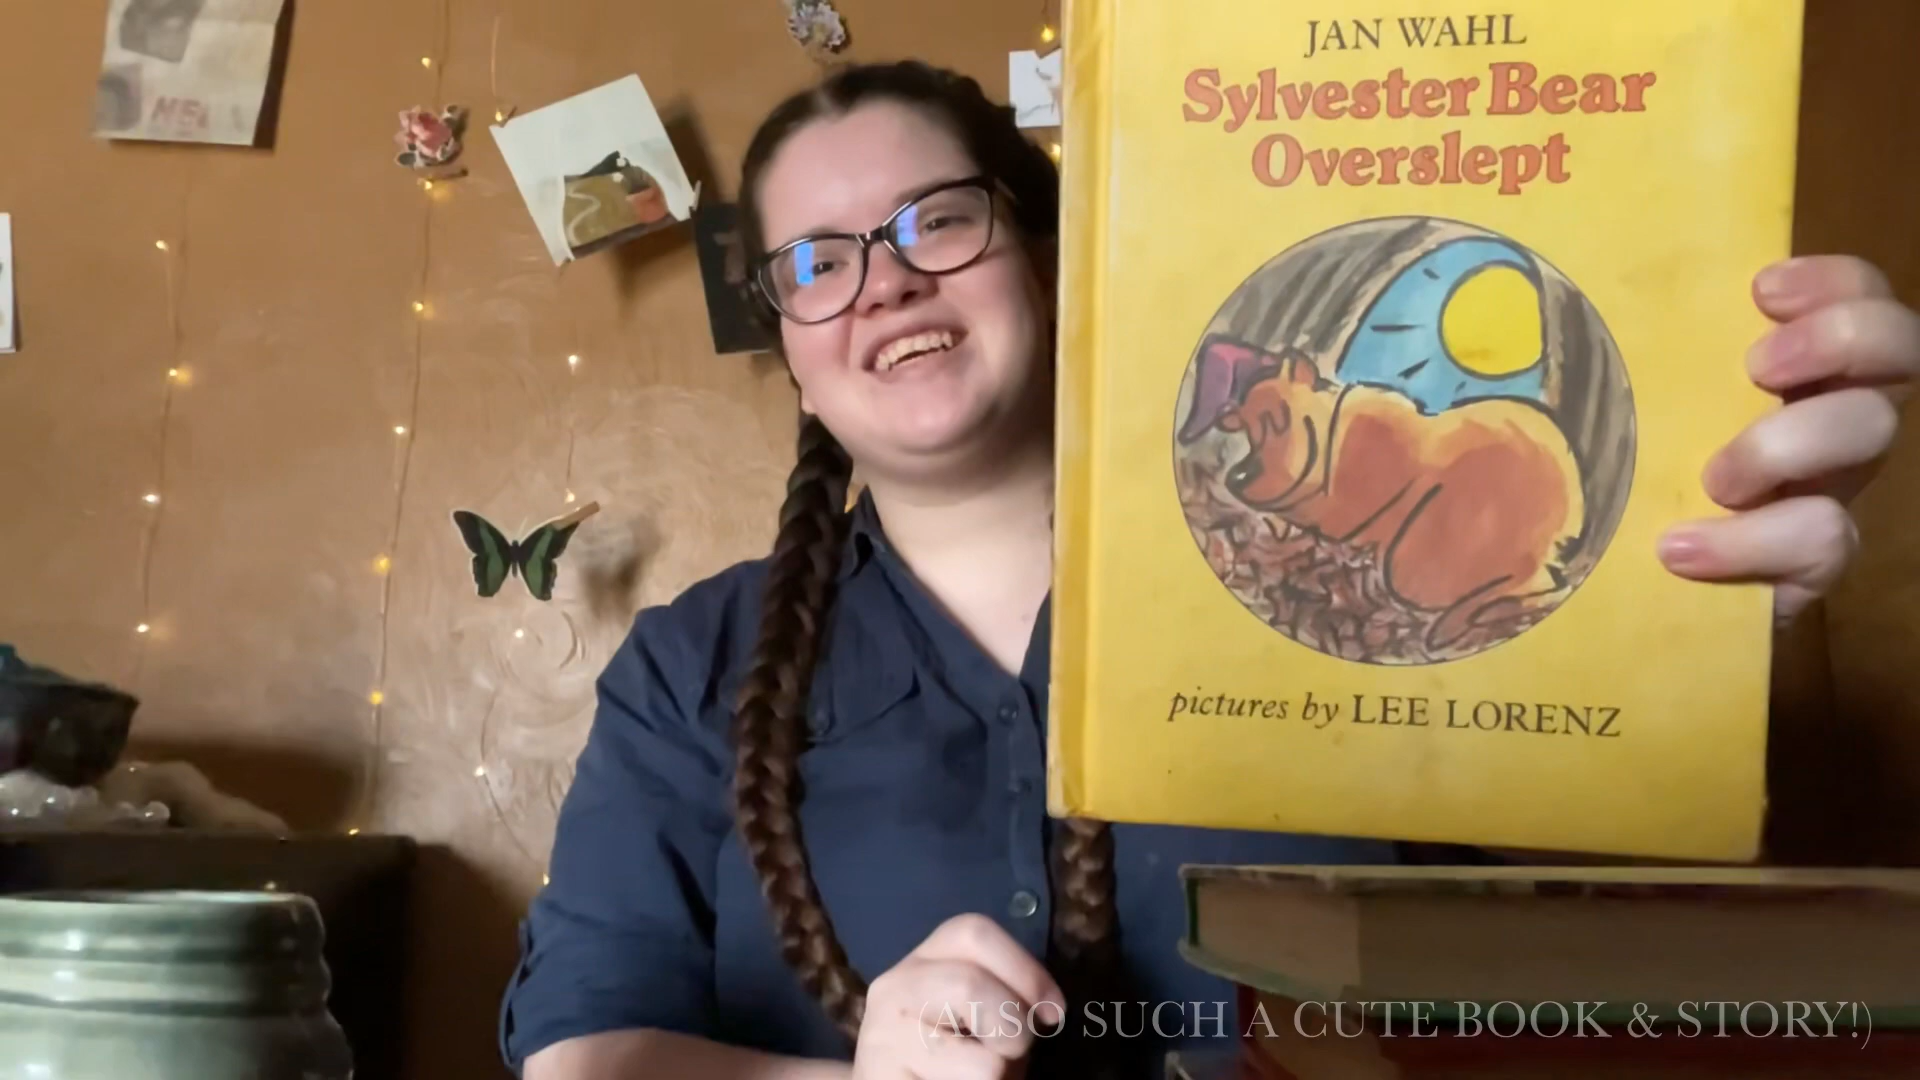 JAN WAHL
Sylvester Bear
Overslept
pictures by LEE LORENZ
(ALSO SUCH A CUTE BOOK & STORY!)